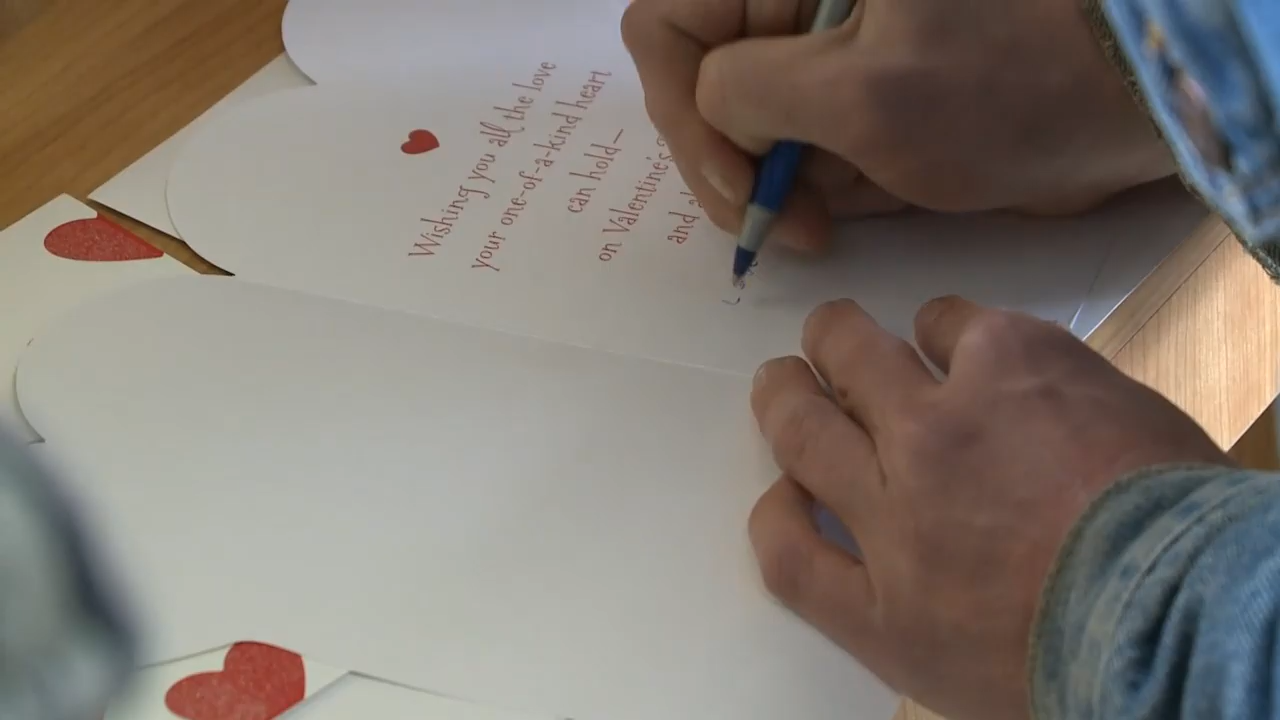 Wishing you all the love
your one-of-a-kind heart
can hold—
on Valentine's
and